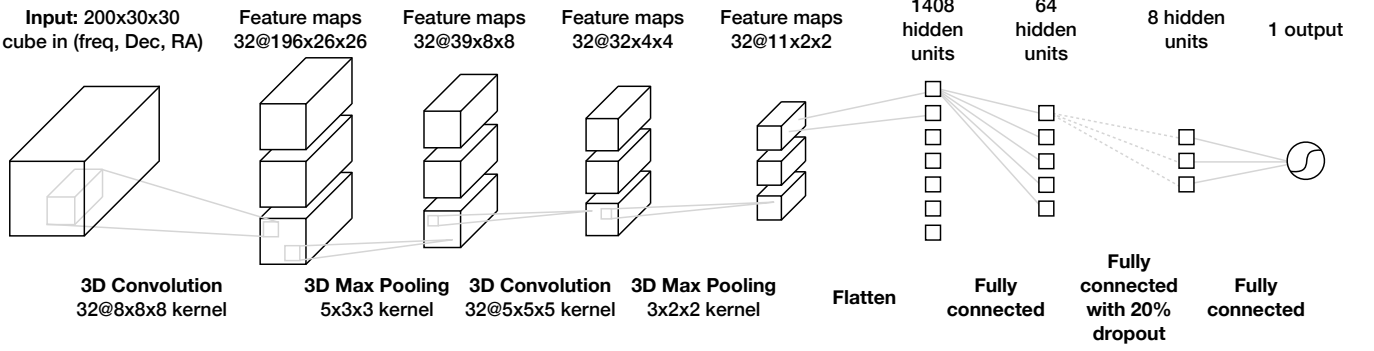 Input: 200x30x30
cube in (freq, Dec, RA)
Feature maps
32@196x26x26
Feature maps
32@39x8x8
Feature maps
32@32x4x4
Feature maps
32@11x2x2
1408
hidden
units
64
hidden
units
8 hidden
units
1 output
3D Convolution
32@8x8x8 kernel
3D Max Pooling
5x3x3 kernel
3D Convolution
32@5x5x5 kernel
3D Max Pooling
3x2x2 kernel
Flatten
Fully
connected
Fully
connected
with 20%
dropout
Fully
connected